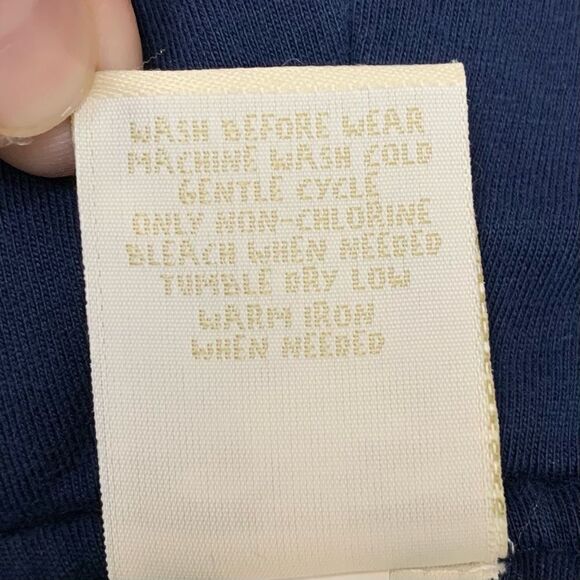 WASH BEFORE WEAR
MACHINE WASH COLD
GENTLE CYCLE
ONLY NON-CHLORINE
BLEACH WHEN NEEDED
TUMBLE DRY LOW
WARM IRON
WHEN NEEDED